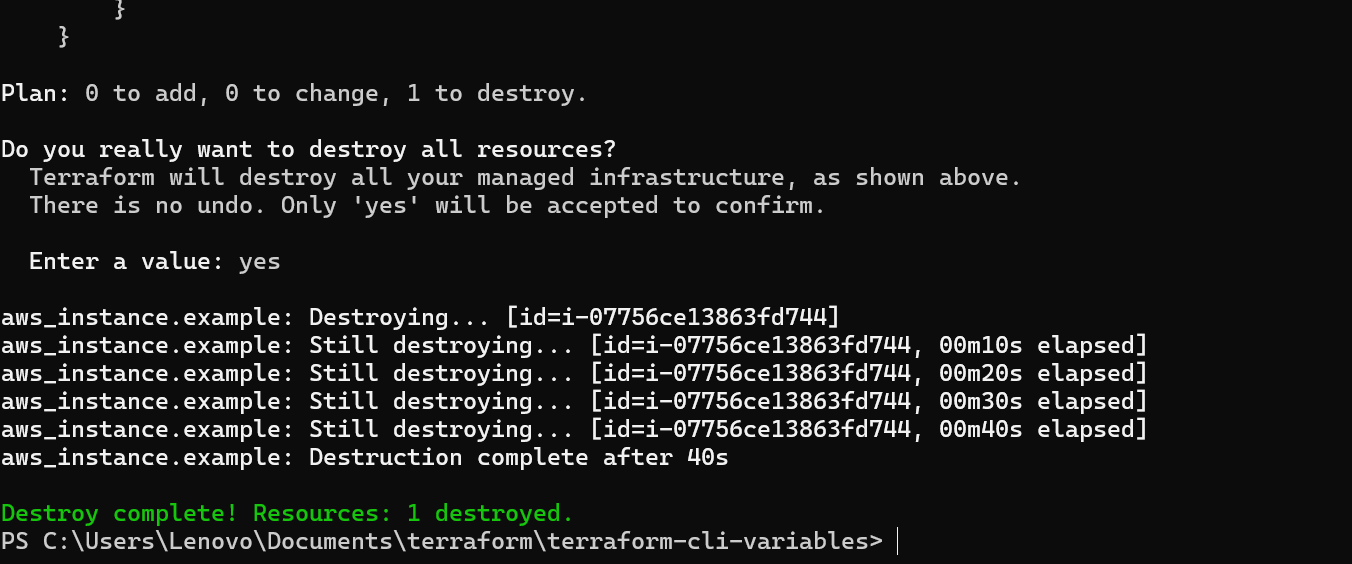 }
    }

Plan: 0 to add, 0 to change, 1 to destroy.

Do you really want to destroy all resources?
  Terraform will destroy all your managed infrastructure, as shown above.
  There is no undo. Only 'yes' will be accepted to confirm.

  Enter a value: yes

aws_instance.example: Destroying... [id=i-07756ce13863fd744]
aws_instance.example: Still destroying... [id=i-07756ce13863fd744, 00m10s elapsed]
aws_instance.example: Still destroying... [id=i-07756ce13863fd744, 00m20s elapsed]
aws_instance.example: Still destroying... [id=i-07756ce13863fd744, 00m30s elapsed]
aws_instance.example: Still destroying... [id=i-07756ce13863fd744, 00m40s elapsed]
aws_instance.example: Destruction complete after 40s

Destroy complete! Resources: 1 destroyed.
PS C:\Users\Lenovo\Documents\terraform\terraform-cli-variables>